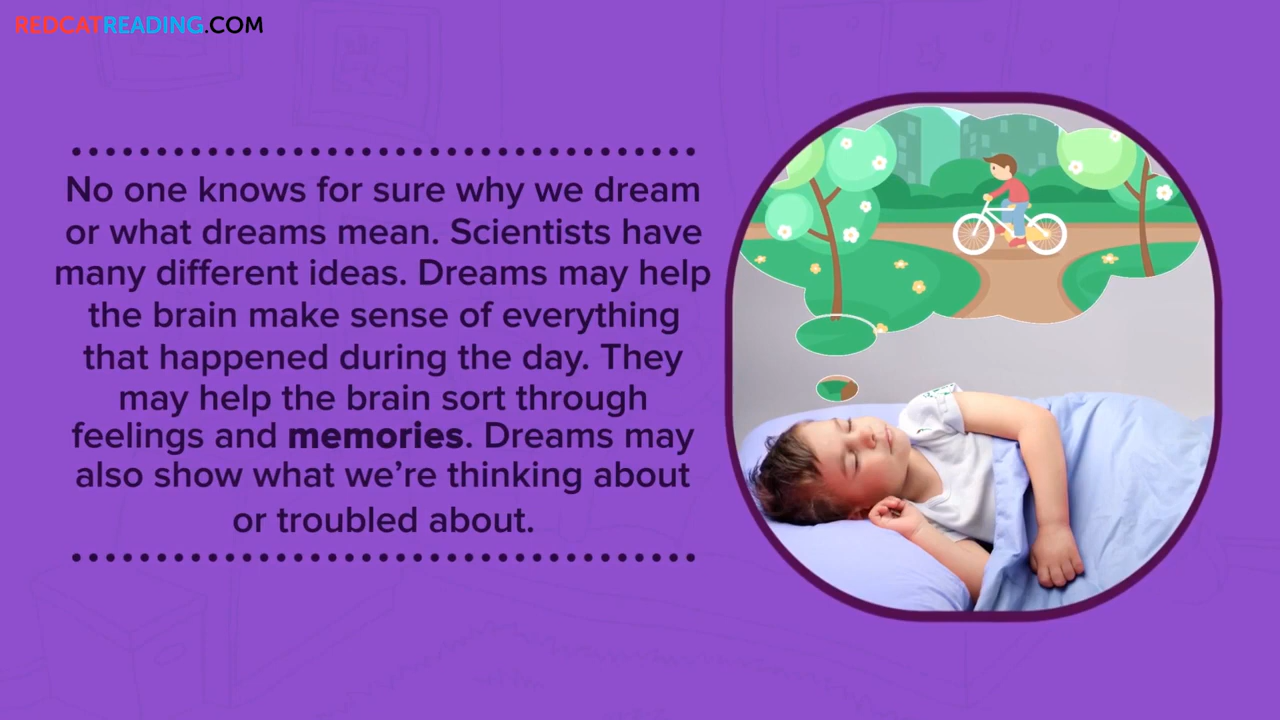 REDCATREADING.COM
No one knows for sure why we dream
or what dreams mean. Scientists have
many different ideas. Dreams may help
the brain make sense of everything
that happened during the day. They
may help the brain sort through
feelings and memories. Dreams may
also show what we’re thinking about
or troubled about.